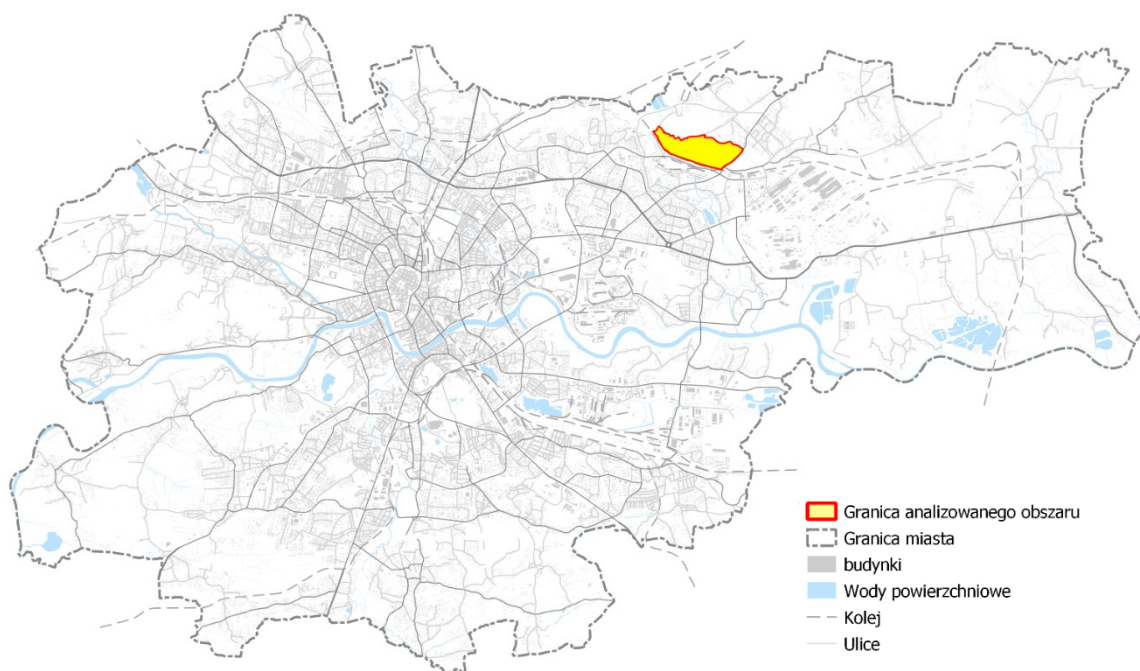 Granica analizowanego obszaru
Granica miasta
budynki
Wody powierzchniowe
Kolej
Ulice